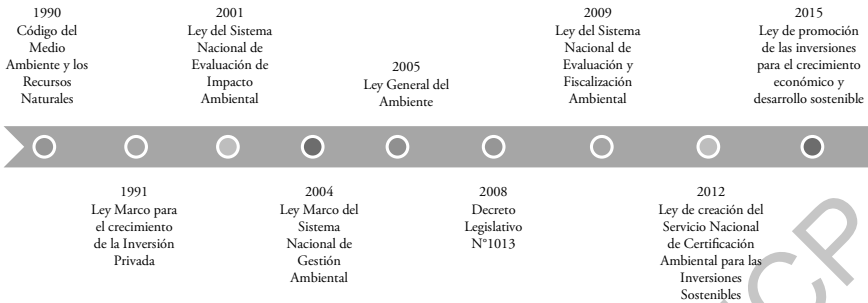 1990
Código del
Medio
Ambiente y los
Recursos
Naturales
1991
Ley Marco para
el crecimiento
de la Inversión
Privada
2001
Ley del Sistema
Nacional de
Evaluación de
Impacto
Ambiental
2004
Ley Marco del
Sistema
Nacional de
Gestión
Ambiental
2005
Ley General del
Ambiente
2008
Decreto
Legislativo
N°1013
2009
Ley del Sistema
Nacional de
Evaluación y
Fiscalización
Ambiental
2012
Ley de creación del
Servicio Nacional
de Certificación
Ambiental para las
Inversiones
Sostenibles
2015
Ley de promoción
de las inversiones
para el crecimiento
económico y
desarrollo sostenible
CP